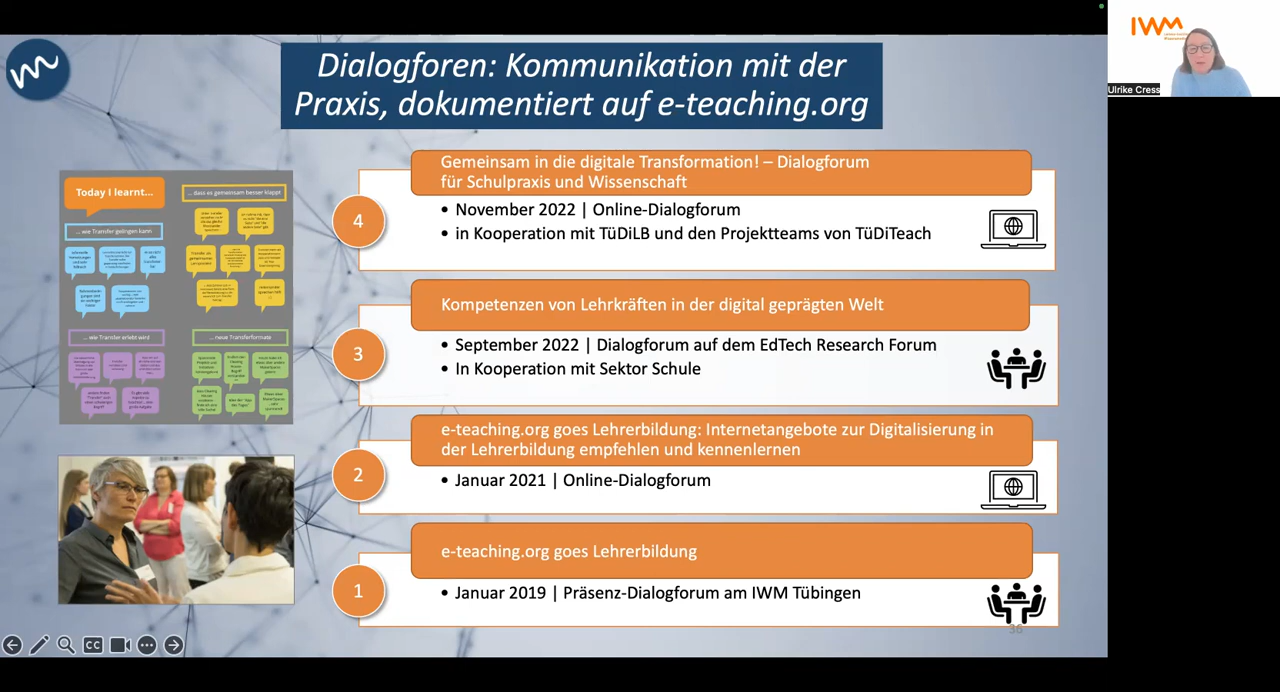 Dialogforen: Kommunikation mit der
Praxis, dokumentiert auf e-teaching.org
IWM
Ulrike Cress
Today I learnt...
... dass es gemeinsam besser klappt
... wie Transfer gelingen kann
... wie Transfer erlebt wird
... neue Transferformate
4
Gemeinsam in die digitale Transformation! – Dialogforum
für Schulpraxis und Wissenschaft
• November 2022 | Online-Dialogforum
• in Kooperation mit TüDiLB und den Projektteams von TüDiTeach
3
Kompetenzen von Lehrkräften in der digital geprägten Welt
• September 2022 | Dialogforum auf dem EdTech Research Forum
• In Kooperation mit Sektor Schule
2
e-teaching.org goes Lehrerbildung: Internetangebote zur Digitalisierung in
der Lehrerbildung empfehlen und kennenlernen
• Januar 2021 | Online-Dialogforum
1
e-teaching.org goes Lehrerbildung
• Januar 2019 | Präsenz-Dialogforum am IWM Tübingen
36
CC